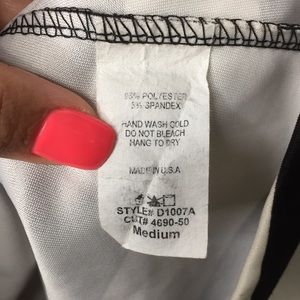 95% POLYESTER
5% SPANDEX
HAND WASH COLD
DO NOT BLEACH
HANG TO DRY
MADE IN U.S.A
STYLE# D1007A
CUT# 4690-50
Medium